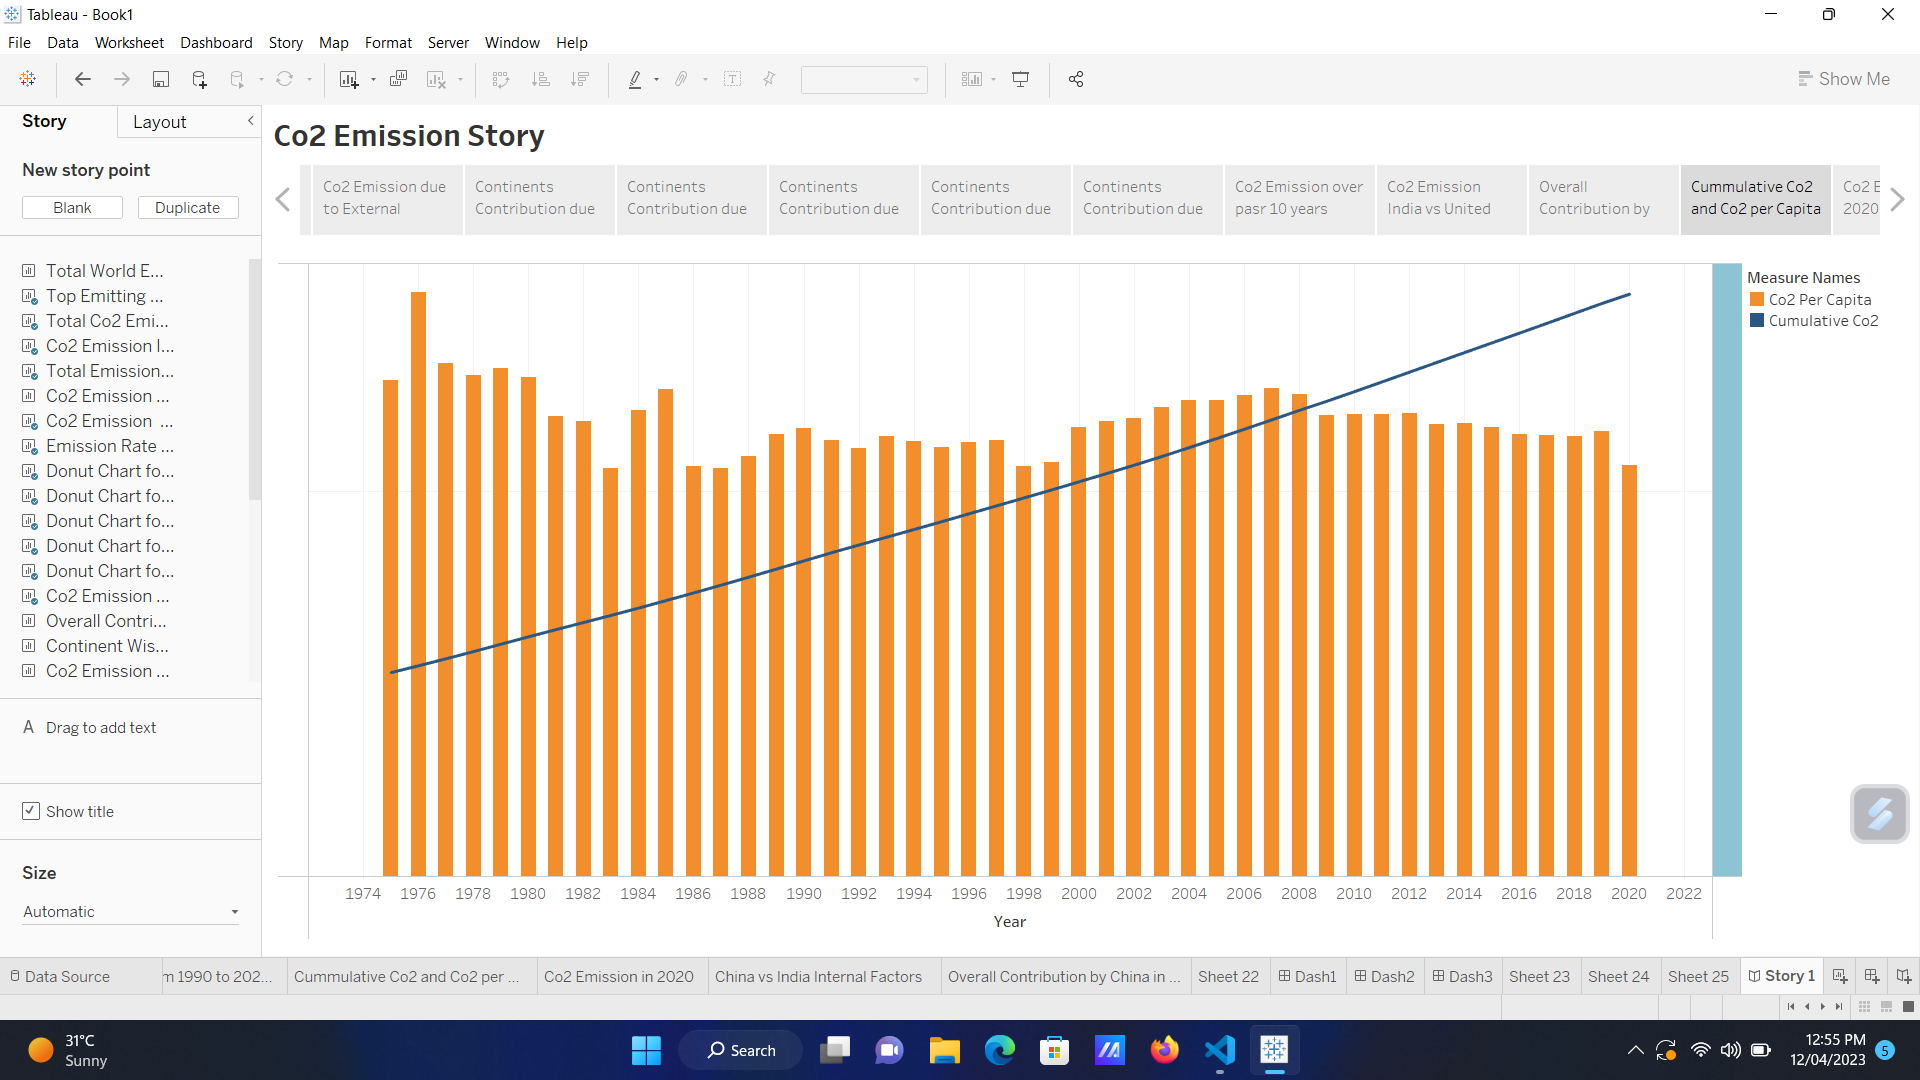 Tableau - Book1
File Data Worksheet Dashboard Story Map Format Server Window Help
Show Me
Story Layout
New story point
Blank Duplicate
Total World E...
Top Emitting ...
Total Co2 Emi...
Co2 Emission I...
Total Emission...
Co2 Emission ...
Co2 Emission ...
Emission Rate ...
Donut Chart fo...
Donut Chart fo...
Donut Chart fo...
Donut Chart fo...
Donut Chart fo...
Co2 Emission ...
Overall Contri...
Continent Wis...
Co2 Emission ...
A Drag to add text
Show title
Size
Automatic
Co2 Emission Story
Co2 Emission due
to External
Continents
Contribution due
Continents
Contribution due
Continents
Contribution due
Continents
Contribution due
Continents
Contribution due
Co2 Emission over
pasr 10 years
Co2 Emission
India vs United
Overall
Contribution by
Cummulative Co2
and Co2 per Capita
Co2 E
2020
Measure Names
Co2 Per Capita
Cumulative Co2
1974 1976 1978 1980 1982 1984 1986 1988 1990 1992 1994 1996 1998 2000 2002 2004 2006 2008 2010 2012 2014 2016 2018 2020 2022
Year
Data Source m 1990 to 202... Cummulative Co2 and Co2 per ... Co2 Emission in 2020 China vs India Internal Factors Overall Contribution by China in ... Sheet 22 Dash1 Dash2 Dash3 Sheet 23 Sheet 24 Sheet 25 Story 1
31°C
Sunny
Search
12:55 PM
12/04/2023
5